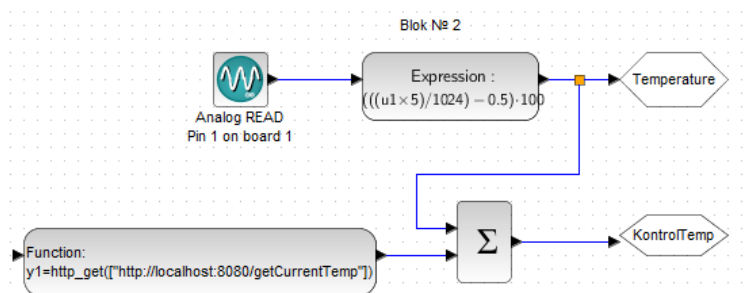 Blok № 2
Expression :
(((u1×5)/1024) − 0.5)·100
Temperature
Analog READ
Pin 1 on board 1
Σ
KontrolTemp
Function:
y1=http_get(["http://localhost:8080/getCurrentTemp"])